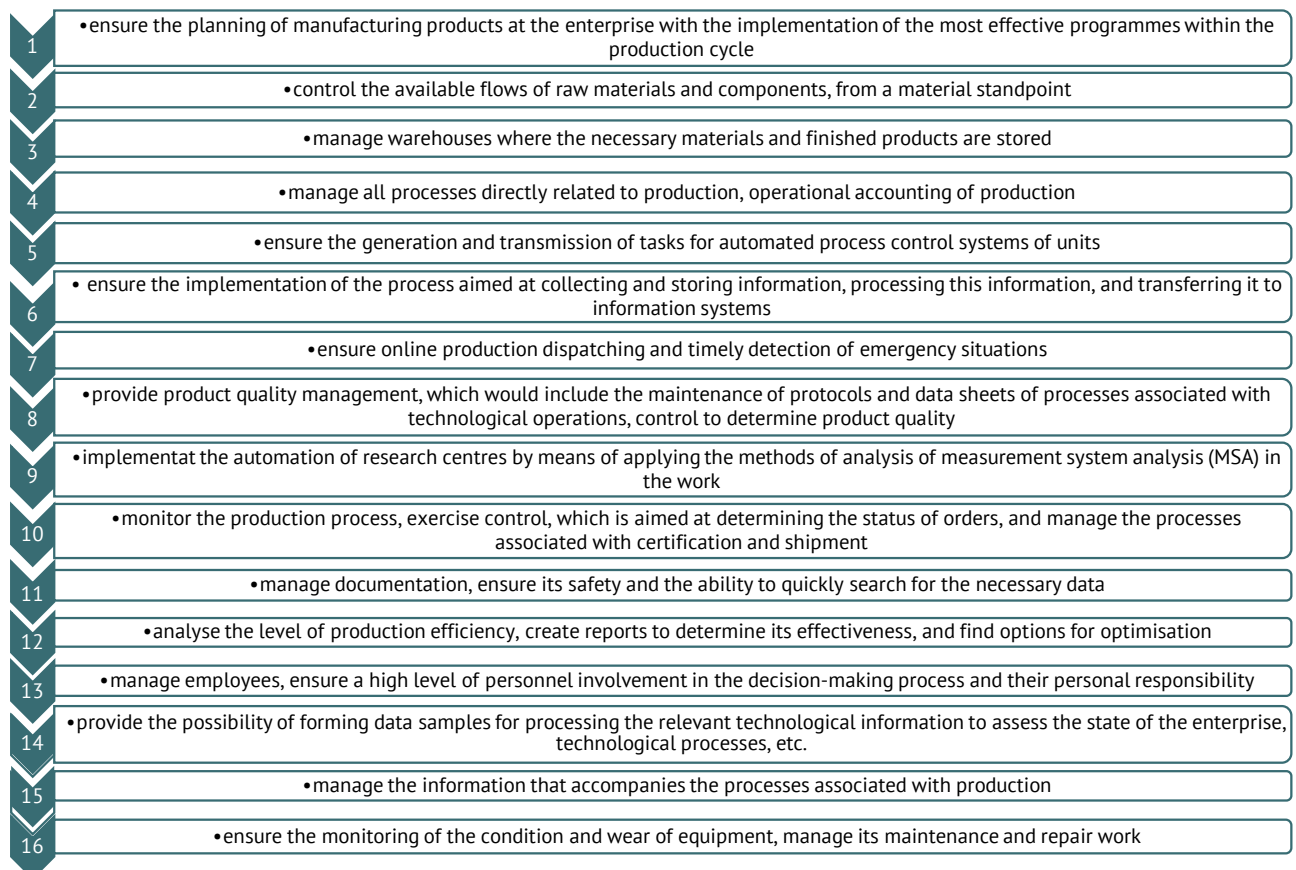 1
•ensure the planning of manufacturing products at the enterprise with the implementation of the most effective programmes within the
production cycle
2
•control the available flows of raw materials and components, from a material standpoint
3
•manage warehouses where the necessary materials and finished products are stored
4
•manage all processes directly related to production, operational accounting of production
5
•ensure the generation and transmission of tasks for automated process control systems of units
6
• ensure the implementation of the process aimed at collecting and storing information, processing this information, and transferring it to
information systems
7
•ensure online production dispatching and timely detection of emergency situations
8
•provide product quality management, which would include the maintenance of protocols and data sheets of processes associated with
technological operations, control to determine product quality
9
•implementat the automation of research centres by means of applying the methods of analysis of measurement system analysis (MSA) in
the work
10
•monitor the production process, exercise control, which is aimed at determining the status of orders, and manage the processes
associated with certification and shipment
11
•manage documentation, ensure its safety and the ability to quickly search for the necessary data
12
•analyse the level of production efficiency, create reports to determine its effectiveness, and find options for optimisation
13
•manage employees, ensure a high level of personnel involvement in the decision-making process and their personal responsibility
14
•provide the possibility of forming data samples for processing the relevant technological information to assess the state of the enterprise,
technological processes, etc.
15
•manage the information that accompanies the processes associated with production
16
•ensure the monitoring of the condition and wear of equipment, manage its maintenance and repair work